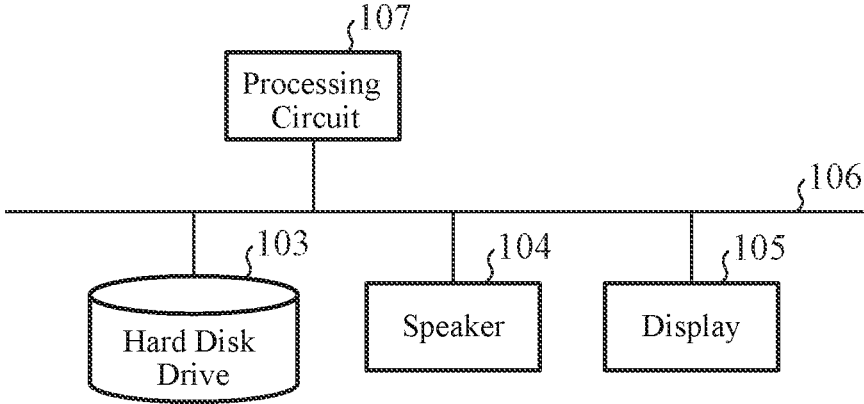 107
Processing
Circuit
106
103
104
105
Hard Disk
Drive
Speaker
Display